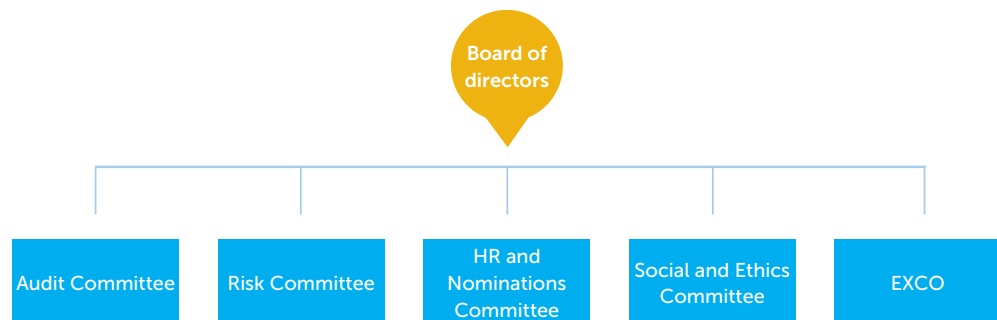 Board of
directors
Audit Committee
Risk Committee
HR and
Nominations
Committee
Social and Ethics
Committee
EXCO